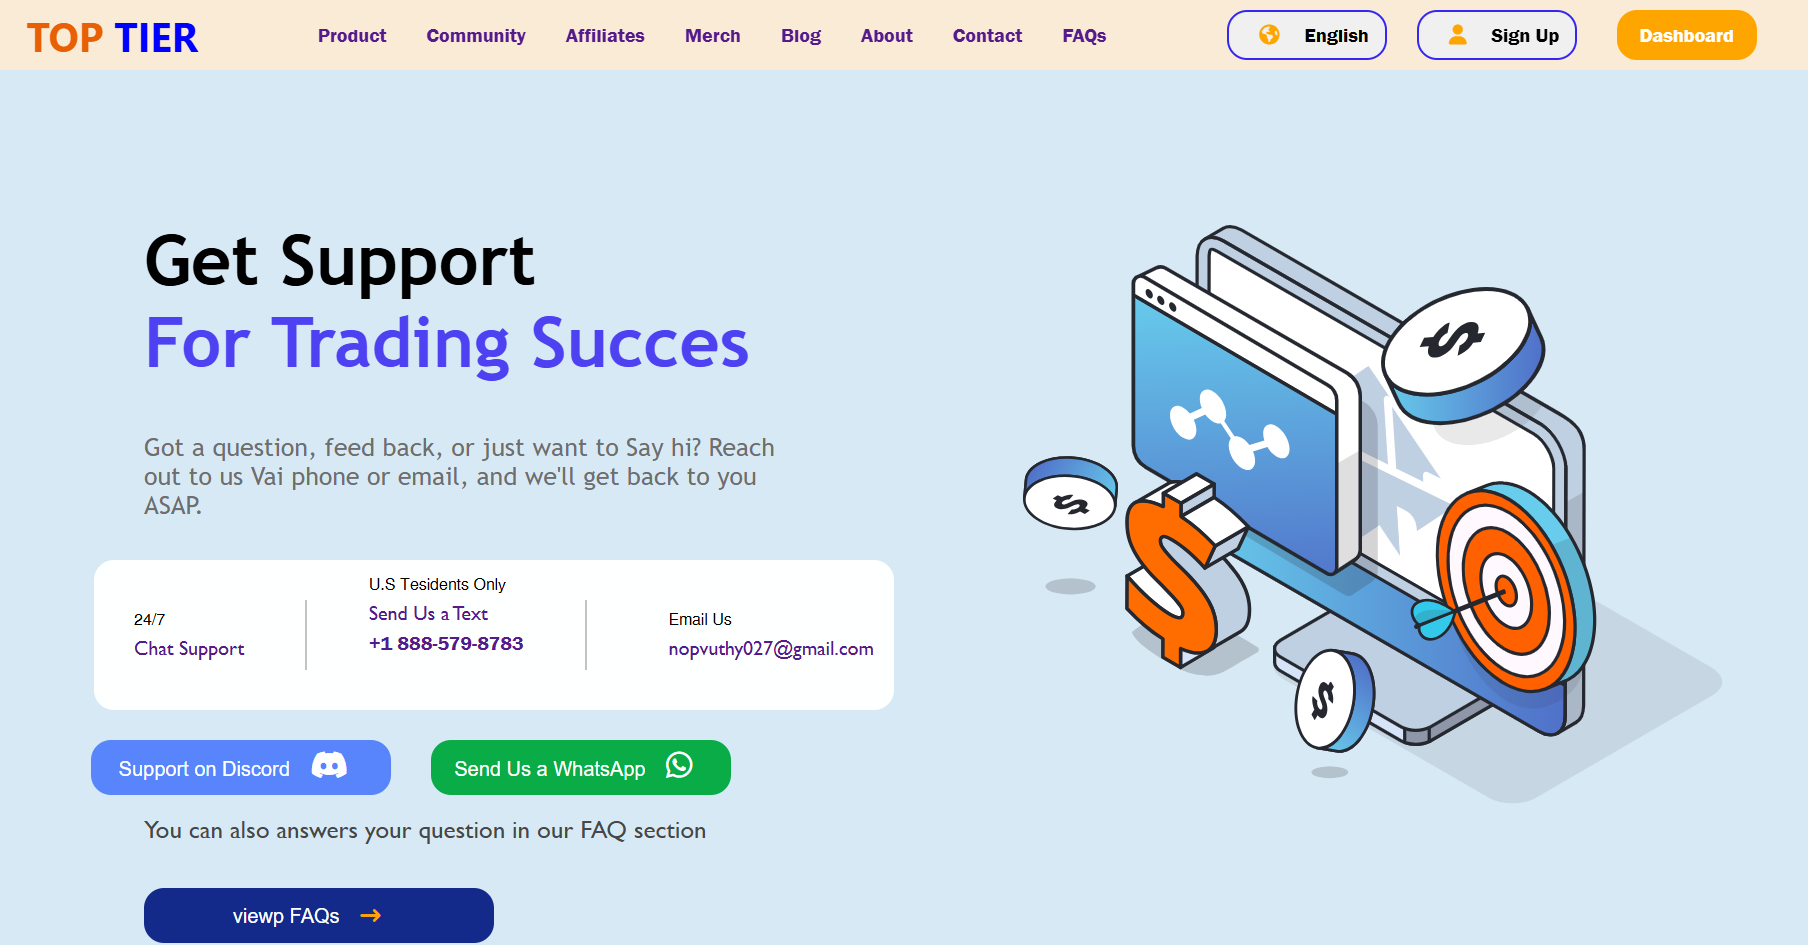 TOP TIER
Product Community Affiliates Merch Blog About Contact FAQs
English
Sign Up
Dashboard
Get Support
For Trading Succes
Got a question, feed back, or just want to Say hi? Reach
out to us Vai phone or email, and we'll get back to you
ASAP.
24/7
Chat Support
U.S Tesidents Only
Send Us a Text
+1 888-579-8783
Email Us
nopvuthy027@gmail.com
Support on Discord
Send Us a WhatsApp
You can also answers your question in our FAQ section
viewp FAQs →
$
$
$
$